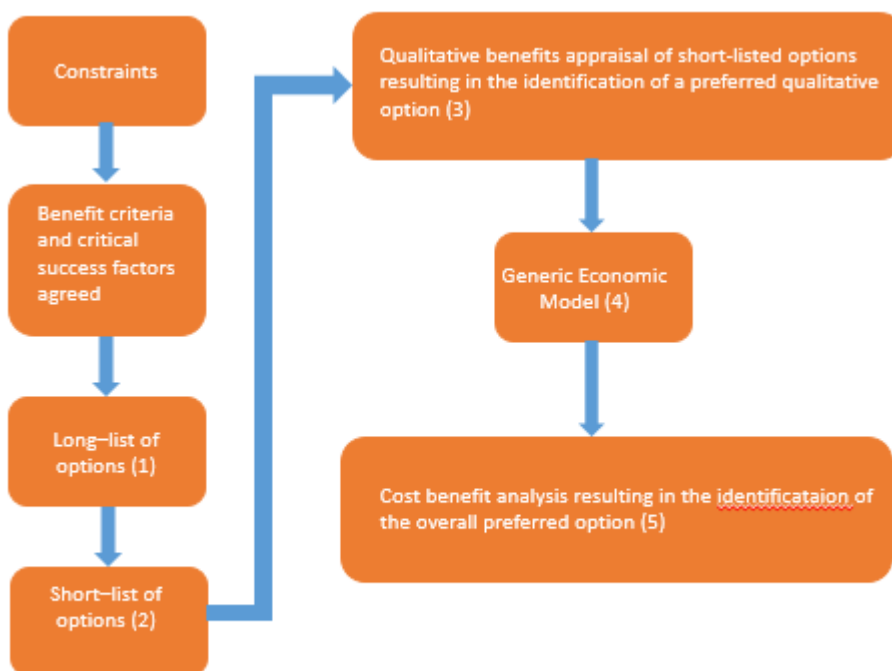 Constraints
Benefit criteria
and critical
success factors
agreed
Long–list of
options (1)
Short–list of
options (2)
Qualitative benefits appraisal of short-listed options
resulting in the identification of a preferred qualitative
option (3)
Generic Economic
Model (4)
Cost benefit analysis resulting in the identificataion of
the overall preferred option (5)